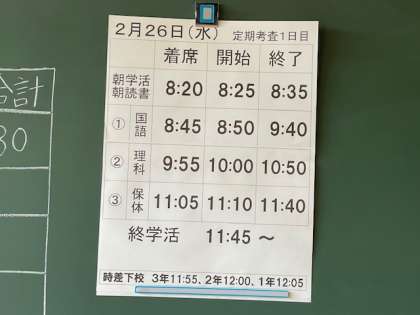 2月26日(水) 定期考査1日目
着席 開始 終了
朝学活
朝読書 8:20 8:25 8:35
① 国語 8:45 8:50 9:40
② 理科 9:55 10:00 10:50
③ 保体 11:05 11:10 11:40
終学活 11:45 ~
時差下校 3年11:55、2年12:00、1年12:05
合計
30